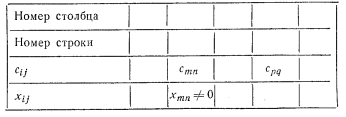 Номер столбца
Номер строки
c_{ij} c_{mn} c_{pq}
x_{ij} x_{mn} ≠ 0